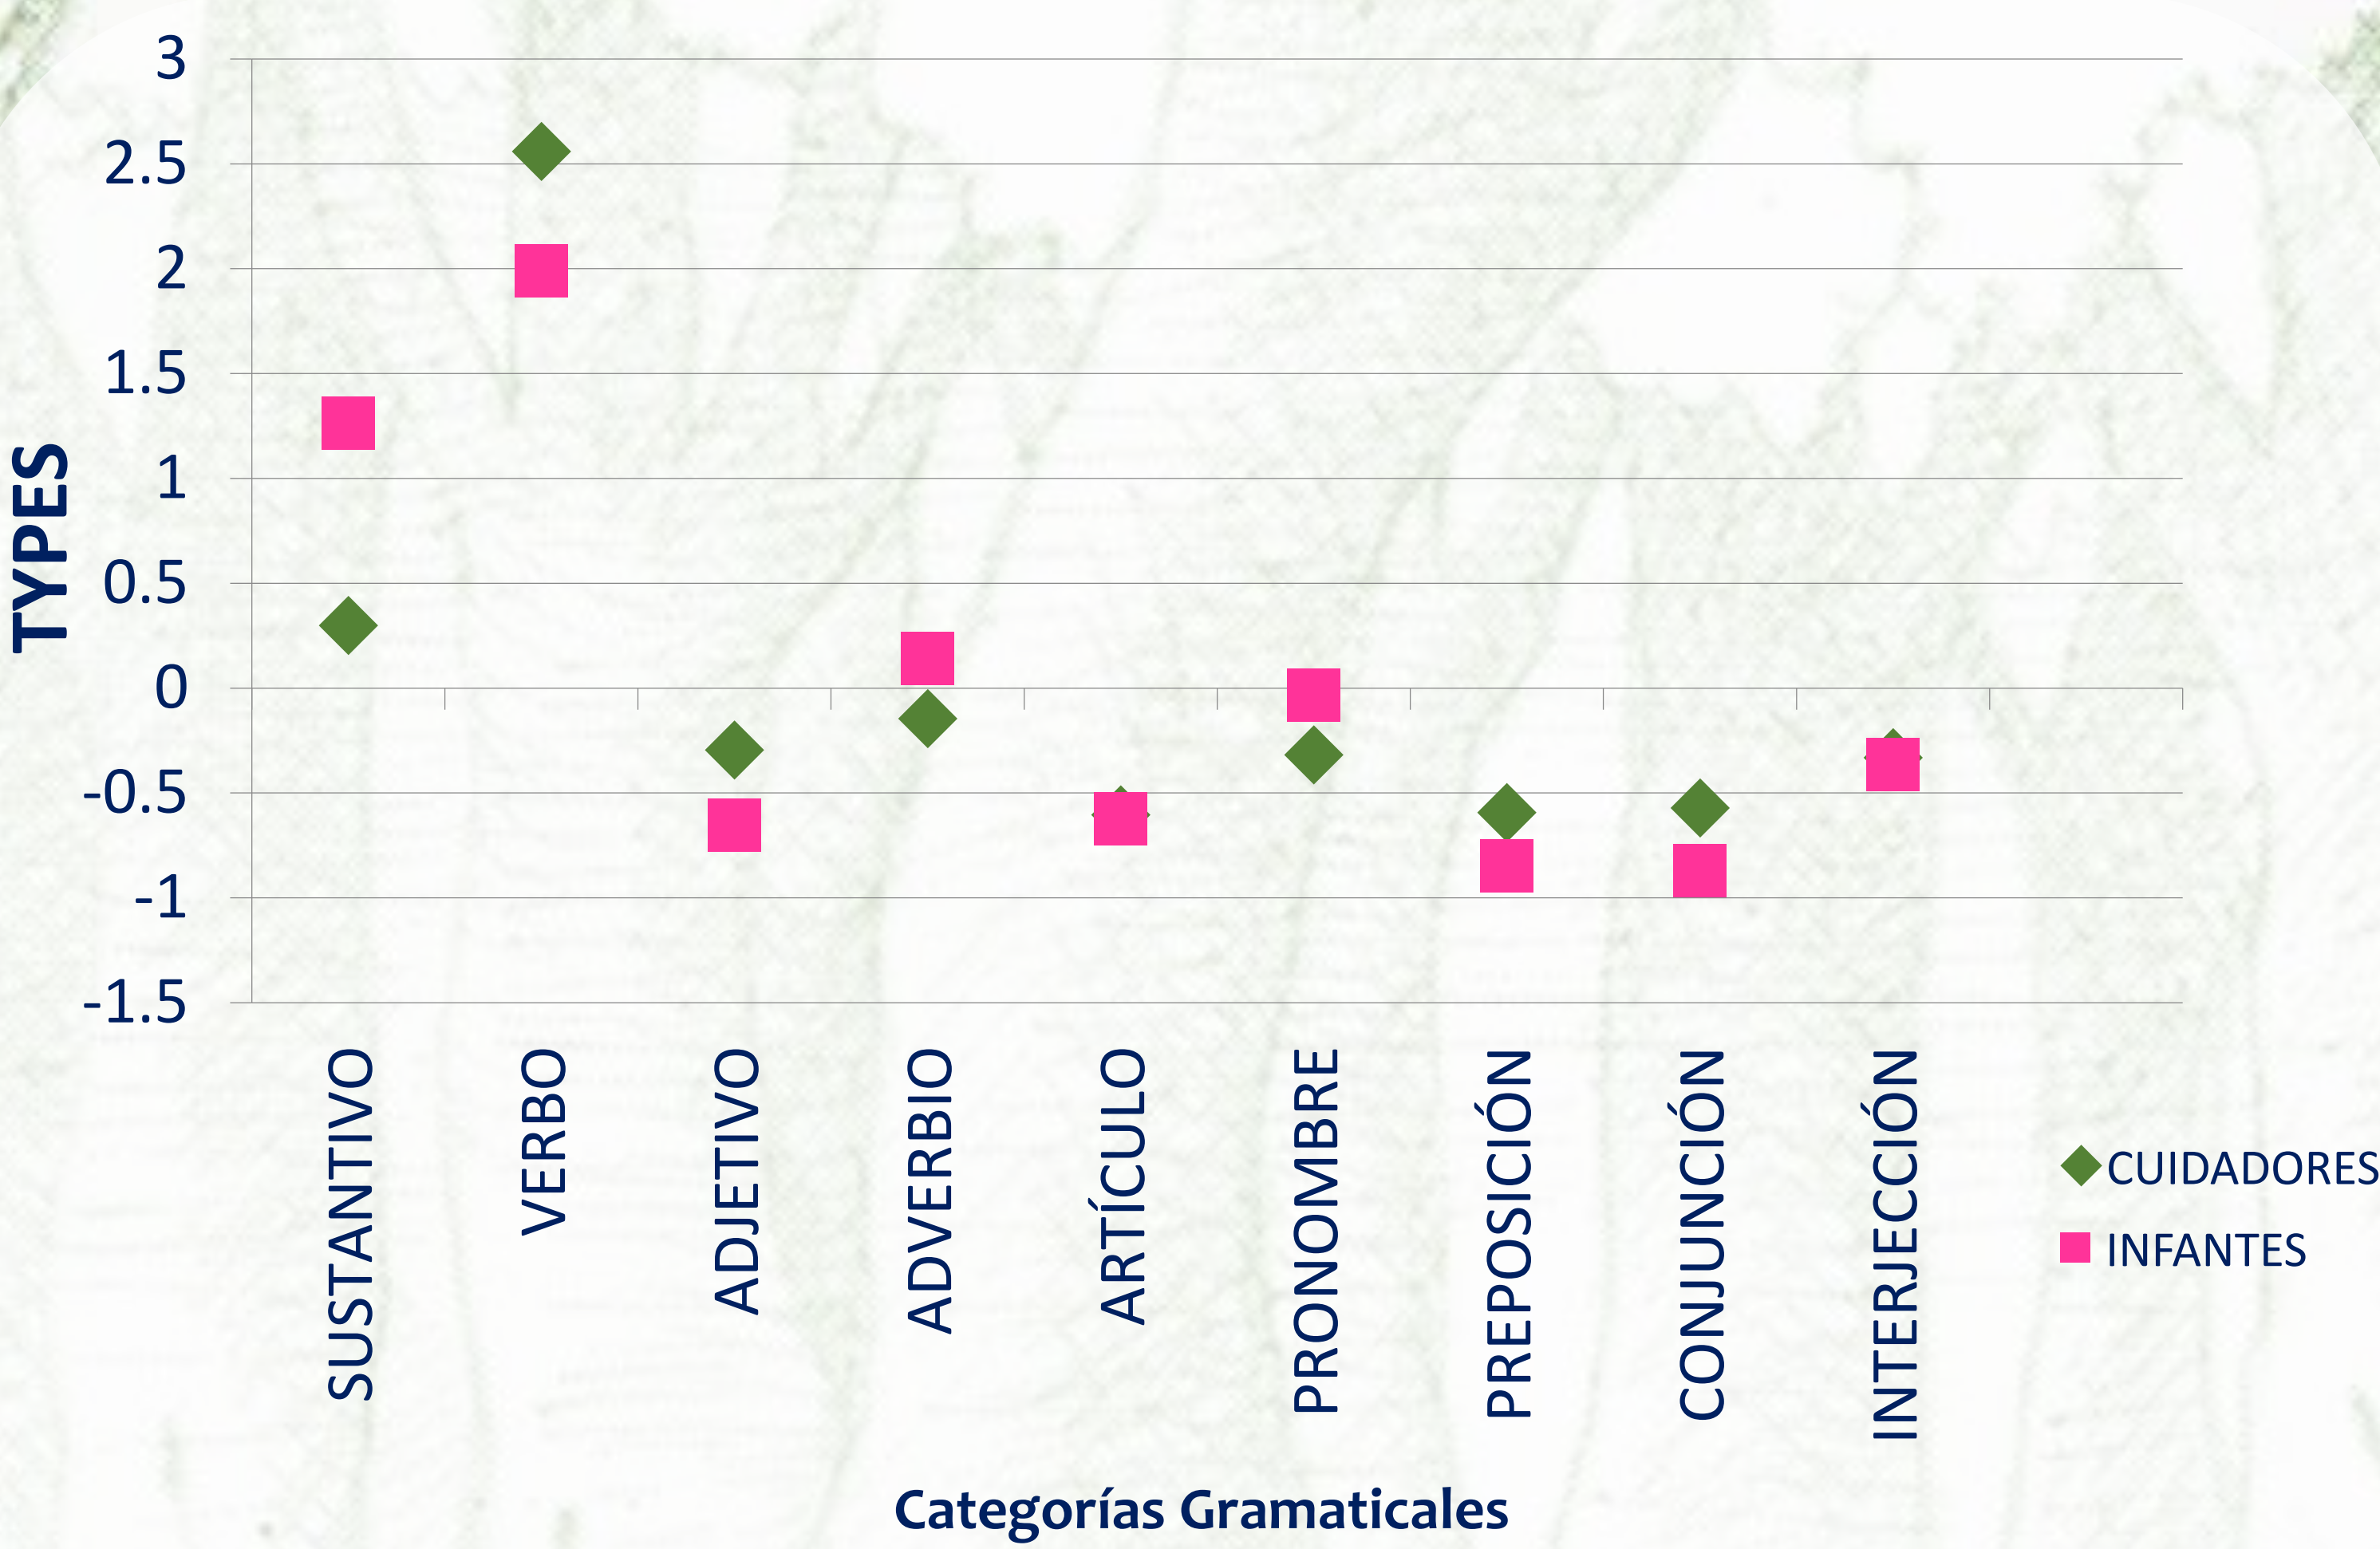 TYPES
3
2.5
2
1.5
1
0.5
0
-0.5
-1
-1.5
SUSTANTIVO
VERBO
ADJETIVO
ADVERBIO
ARTÍCULO
PRONOMBRE
PREPOSICIÓN
CONJUNCIÓN
INTERJECCIÓN
CUIDADORES
INFANTES
Categorías Gramaticales